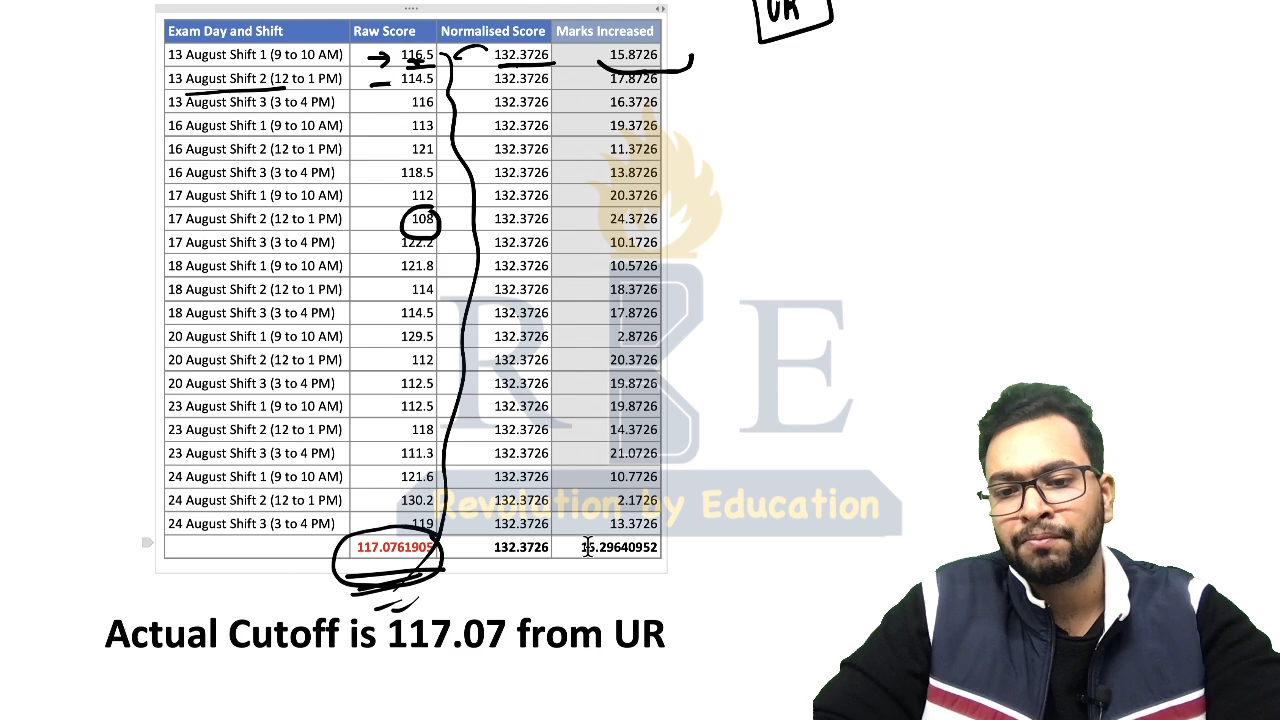 UR
Exam Day and Shift Raw Score Normalised Score Marks Increased
13 August Shift 1 (9 to 10 AM) 116.5 132.3726 15.8726
13 August Shift 2 (12 to 1 PM) 114.5 132.3726 17.8726
13 August Shift 3 (3 to 4 PM) 116 132.3726 16.3726
16 August Shift 1 (9 to 10 AM) 113 132.3726 19.3726
16 August Shift 2 (12 to 1 PM) 121 132.3726 11.3726
16 August Shift 3 (3 to 4 PM) 118.5 132.3726 13.8726
17 August Shift 1 (9 to 10 AM) 112 132.3726 20.3726
17 August Shift 2 (12 to 1 PM) 108 132.3726 24.3726
17 August Shift 3 (3 to 4 PM) 122.2 132.3726 10.1726
18 August Shift 1 (9 to 10 AM) 121.8 132.3726 10.5726
18 August Shift 2 (12 to 1 PM) 114 132.3726 18.3726
18 August Shift 3 (3 to 4 PM) 114.5 132.3726 17.8726
20 August Shift 1 (9 to 10 AM) 129.5 132.3726 2.8726
20 August Shift 2 (12 to 1 PM) 112 132.3726 20.3726
20 August Shift 3 (3 to 4 PM) 112.5 132.3726 19.8726
23 August Shift 1 (9 to 10 AM) 112.5 132.3726 19.8726
23 August Shift 2 (12 to 1 PM) 118 132.3726 14.3726
23 August Shift 3 (3 to 4 PM) 111.3 132.3726 21.0726
24 August Shift 1 (9 to 10 AM) 121.6 132.3726 10.7726
24 August Shift 2 (12 to 1 PM) 130.2 132.3726 2.1726
24 August Shift 3 (3 to 4 PM) 119 132.3726 13.3726
117.0761905 132.3726 15.29640952
RBE
Revolution by Education
Actual Cutoff is 117.07 from UR